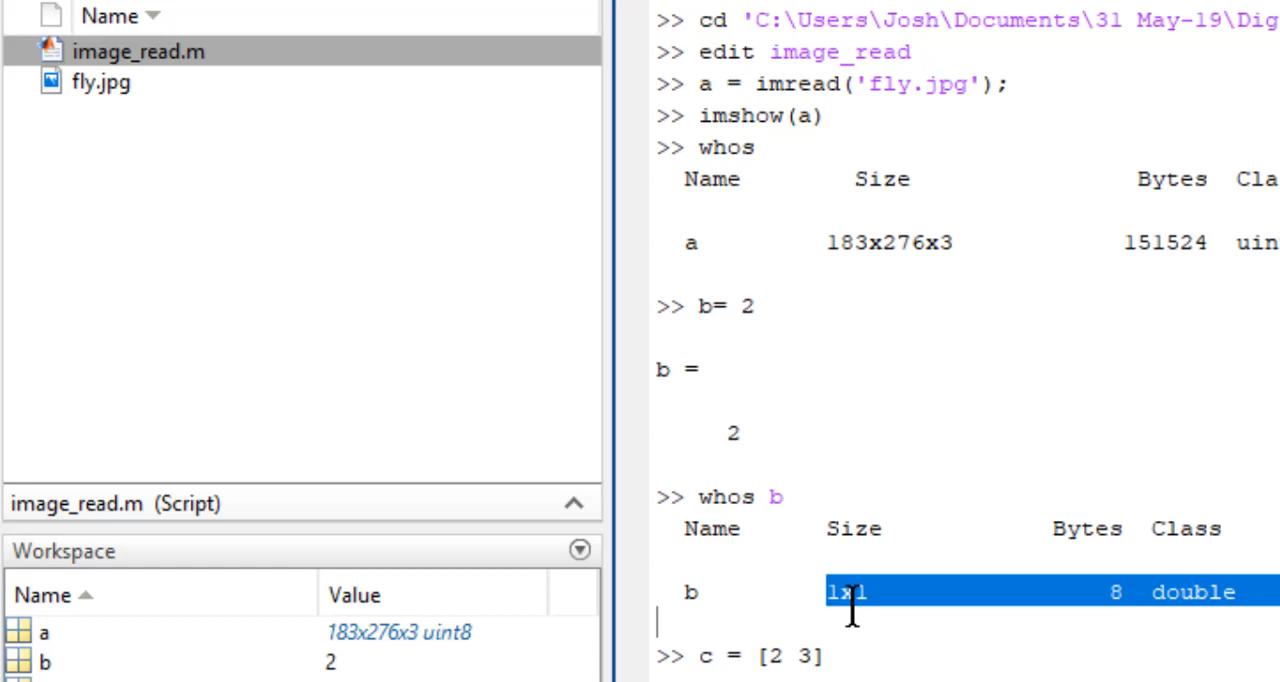 Name
image_read.m
fly.jpg
image_read.m (Script)
Workspace
Name Value
a 183x276x3 uint8
b 2
>> cd 'C:\Users\Josh\Documents\31 May-19\Dig
>> edit image_read
>> a = imread('fly.jpg');
>> imshow(a)
>> whos
Name Size Bytes Cla
a 183x276x3 151524 uin
>> b= 2
b =
2
>> whos b
Name Size Bytes Class
b 1x1 8 double
>> c = [2 3]